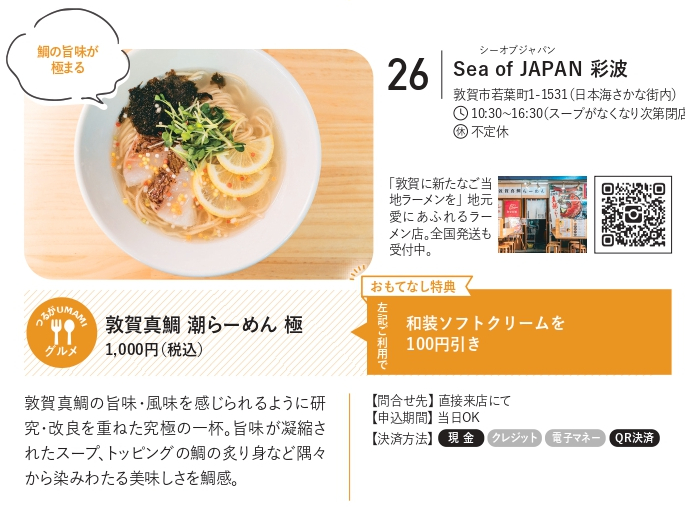 鯛の旨味が
極まる
26
シーオブジャパン
Sea of JAPAN 彩波
敦賀市若葉町1-1531（日本海さかな街内）
10:30~16:30（スープがなくなり次第閉店
休 不定休
「敦賀に新たなご当
地ラーメンを」 地元
愛にあふれるラー
メン店。全国発送も
受付中。
おもてなし特典
つるがUMAMI
グルメ
敦賀真鯛 潮らーめん 極
1,000円（税込）
左記ご利用で
和装ソフトクリームを
100円引き
敦賀真鯛の旨味・風味を感じられるように研
究・改良を重ねた究極の一杯。旨味が凝縮さ
れたスープ、トッピングの鯛の炙り身など隅々
から染みわたる美味しさを鯛感。
【問合せ先】 直接来店にて
【申込期間】 当日OK
【決済方法】 現 金 クレジット 電子マネー QR決済